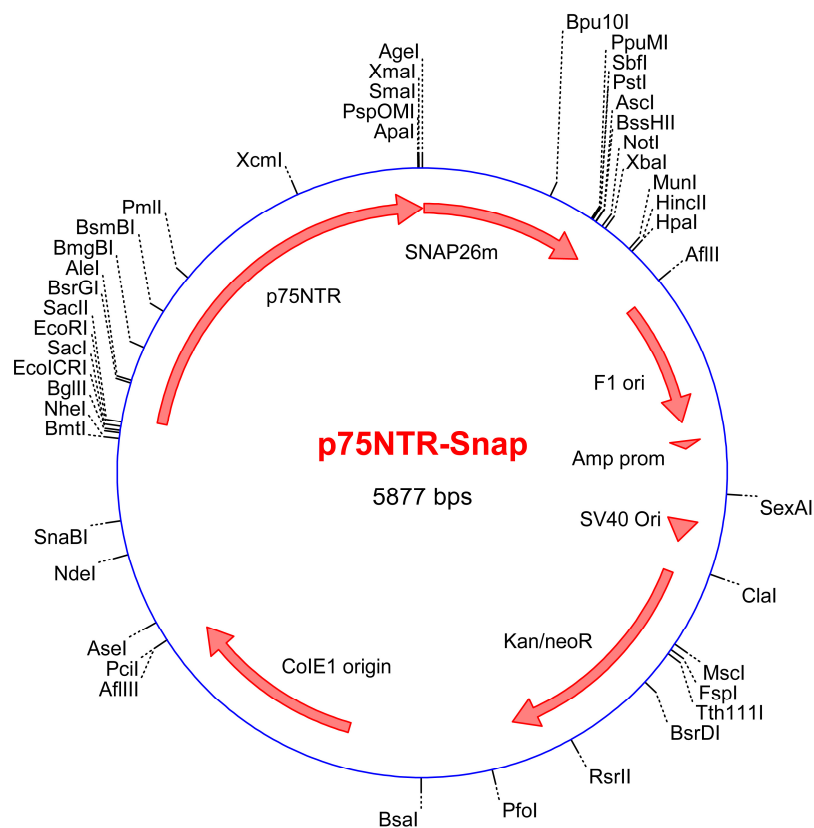 Bpu10I
AgeI
PpuMI
XmaI
SbfI
SmaI
PstI
PspOMI
AscI
ApaI
BssHII
NotI
XcmI
XbaI
MunI
PmlI
HincII
BsmBI
HpaI
BmgBI
SNAP26m
AflII
AleI
BsrGI
p75NTR
SacII
EcoRI
SacI
EcoICRI
F1 ori
BglII
NheI
BmtI
p75NTR-Snap
Amp prom
5877 bps
SexAI
SV40 Ori
SnaBI
NdeI
ClaI
Kan/neoR
AseI
ColE1 origin
PciI
MscI
AflIII
FspI
Tth111I
BsrDI
RsrII
PfoI
BsaI